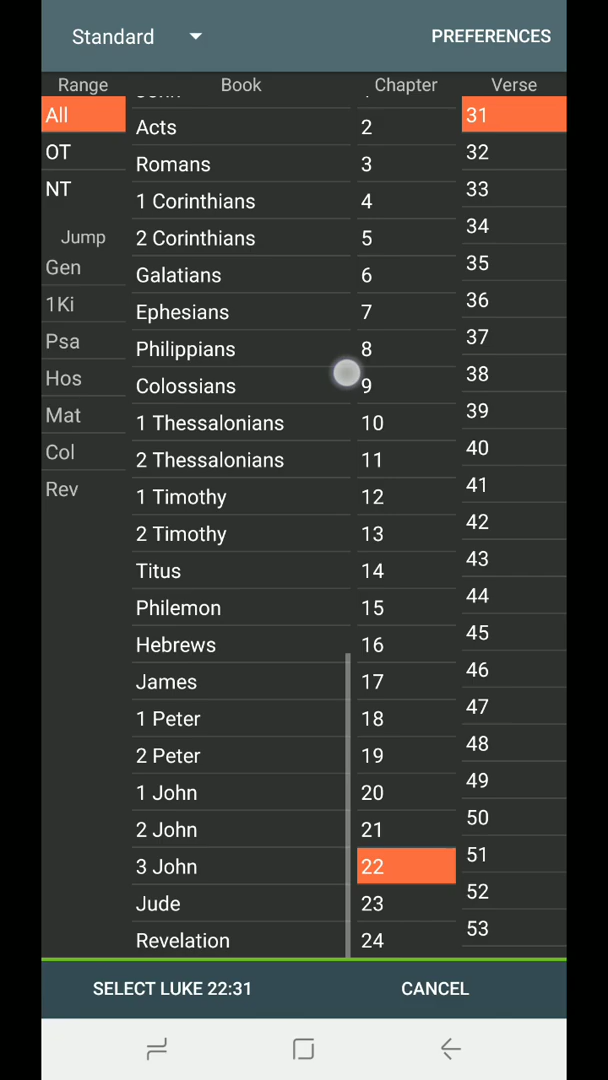 Standard
PREFERENCES
Range
Book
Chapter
Verse
All
OT
NT
Jump
Gen
1Ki
Psa
Hos
Mat
Col
Rev
Acts
Romans
1 Corinthians
2 Corinthians
Galatians
Ephesians
Philippians
Colossians
1 Thessalonians
2 Thessalonians
1 Timothy
2 Timothy
Titus
Philemon
Hebrews
James
1 Peter
2 Peter
1 John
2 John
3 John
Jude
Revelation
2
3
4
5
6
7
8
9
10
11
12
13
14
15
16
17
18
19
20
21
22
23
24
31
32
33
34
35
36
37
38
39
40
41
42
43
44
45
46
47
48
49
50
51
52
53
SELECT LUKE 22:31
CANCEL